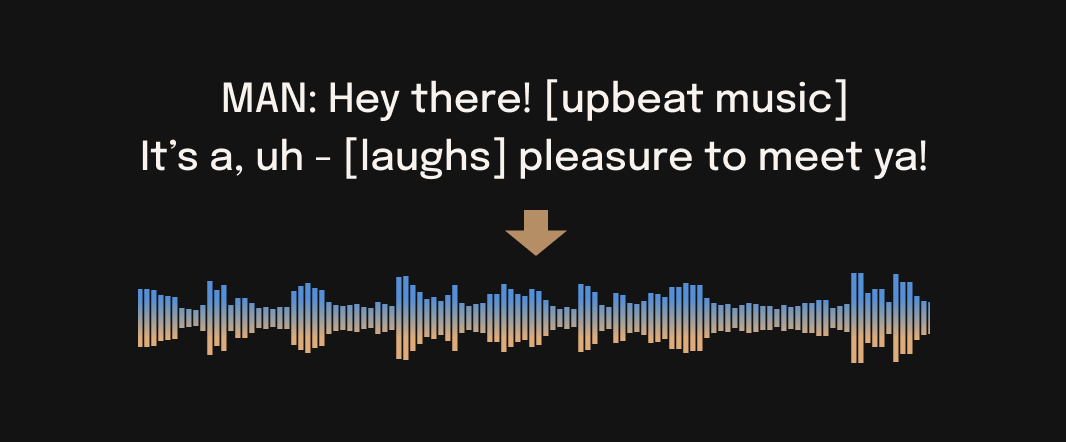 MAN: Hey there! [upbeat music]
It’s a, uh – [laughs] pleasure to meet ya!